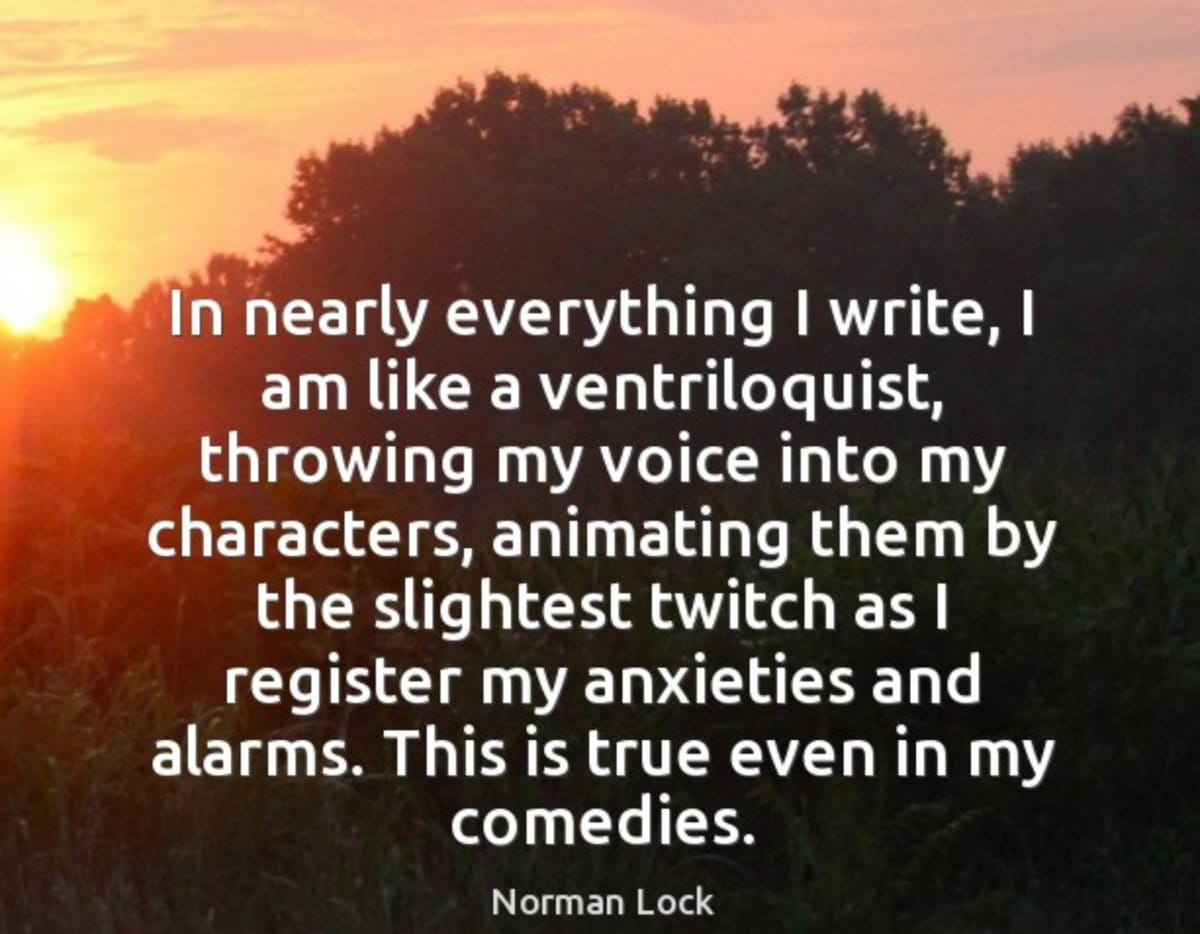 In nearly everything I write, I
am like a ventriloquist,
throwing my voice into my
characters, animating them by
the slightest twitch as I
register my anxieties and
alarms. This is true even in my
comedies.
Norman Lock